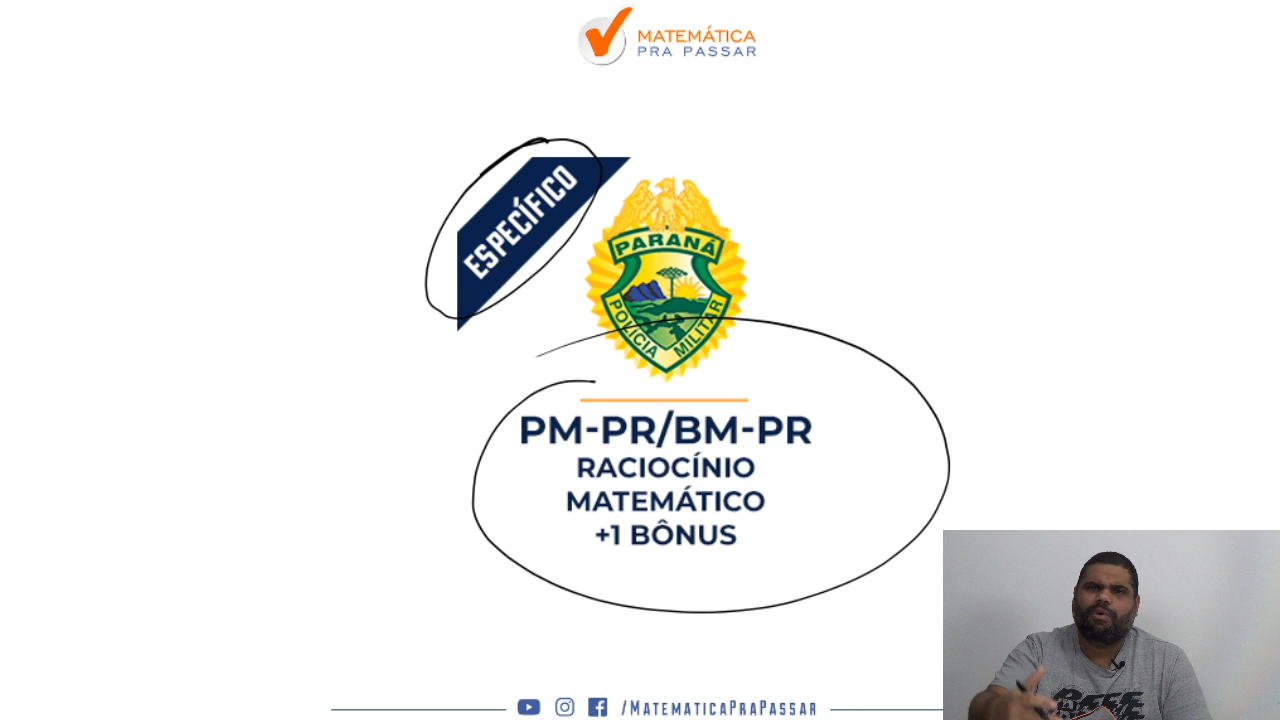 MATEMÁTICA
PRA PASSAR
ESPECÍFICO
PARANÁ
POLÍCIA MILITAR
PM-PR/BM-PR
RACIOCÍNIO
MATEMÁTICO
+1 BÔNUS
/MATEMATICAPRAPASSAR